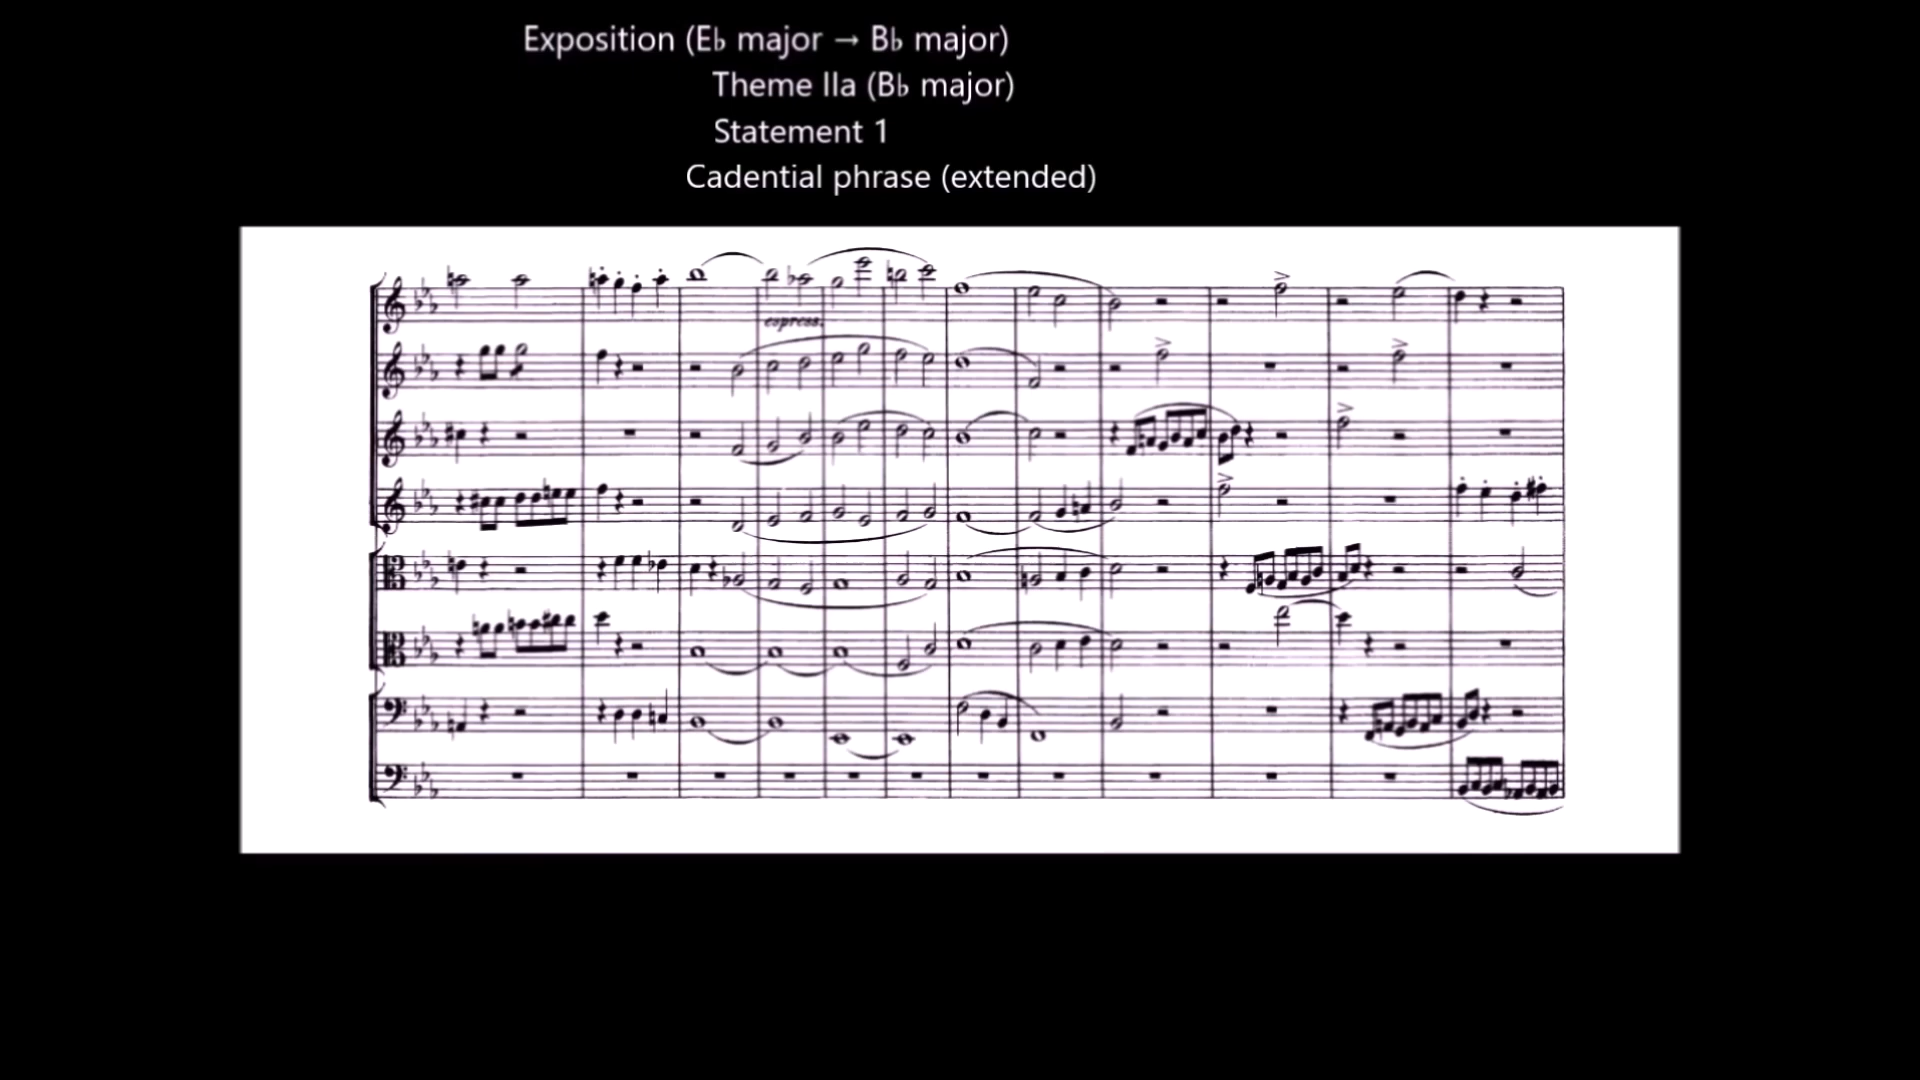 Exposition (E♭ major → B♭ major)
Theme IIa (B♭ major)
Statement 1
Cadential phrase (extended)
espress.